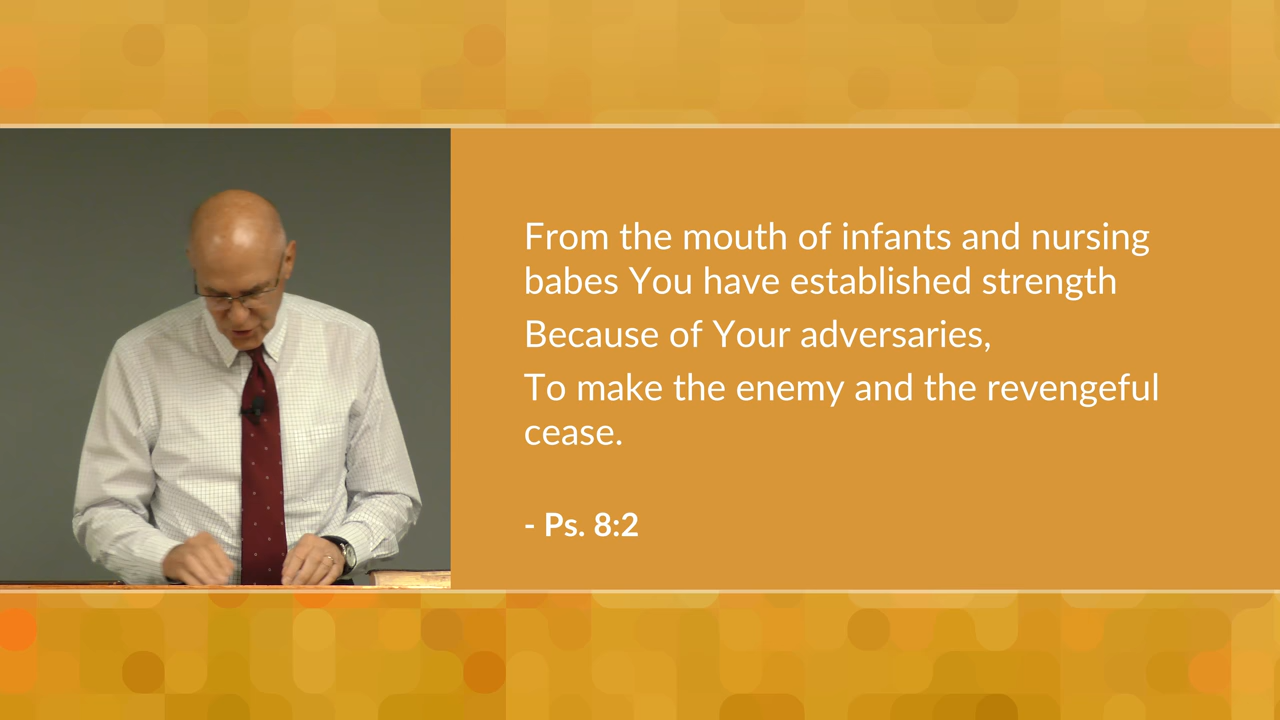 From the mouth of infants and nursing
babes You have established strength
Because of Your adversaries,
To make the enemy and the revengeful
cease.
- Ps. 8:2